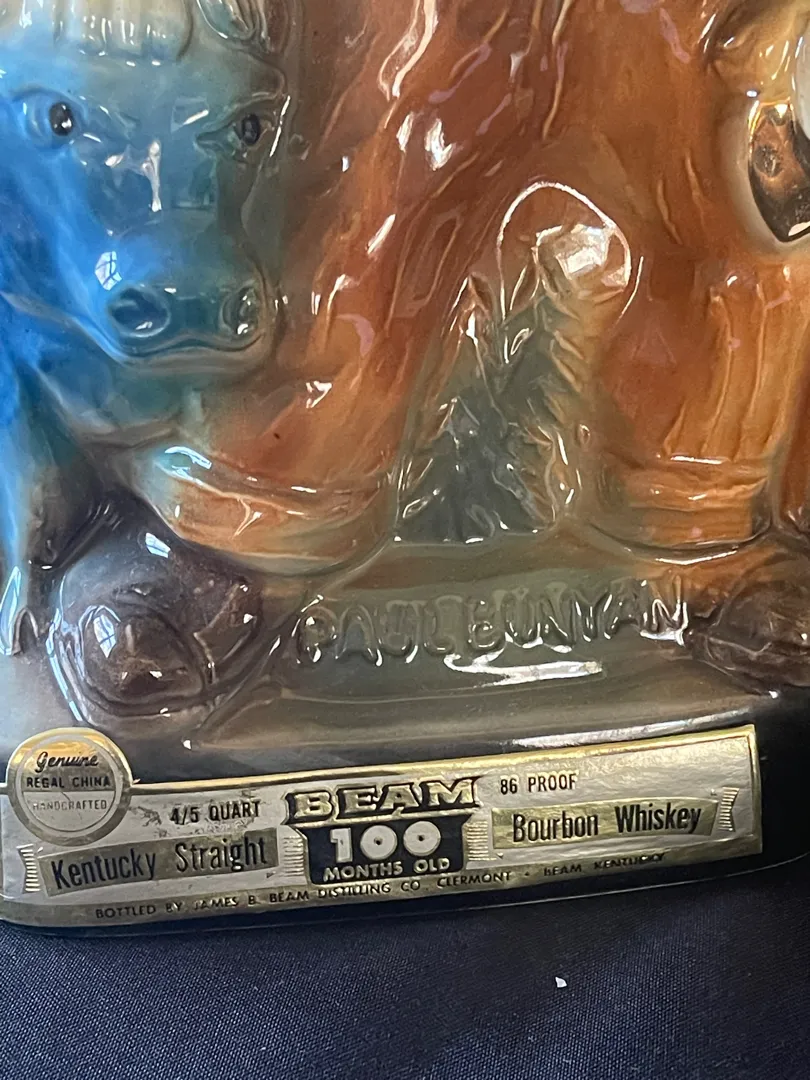 PAUL BUNYAN
Genuine
REGAL CHINA
HANDCRAFTED
4/5 QUART
BEAM
86 PROOF
Kentucky Straight
100
MONTHS OLD
Bourbon Whiskey
BOTTLED BY JAMES B. BEAM DISTILLING CO. CLERMONT • BEAM, KENTUCKY